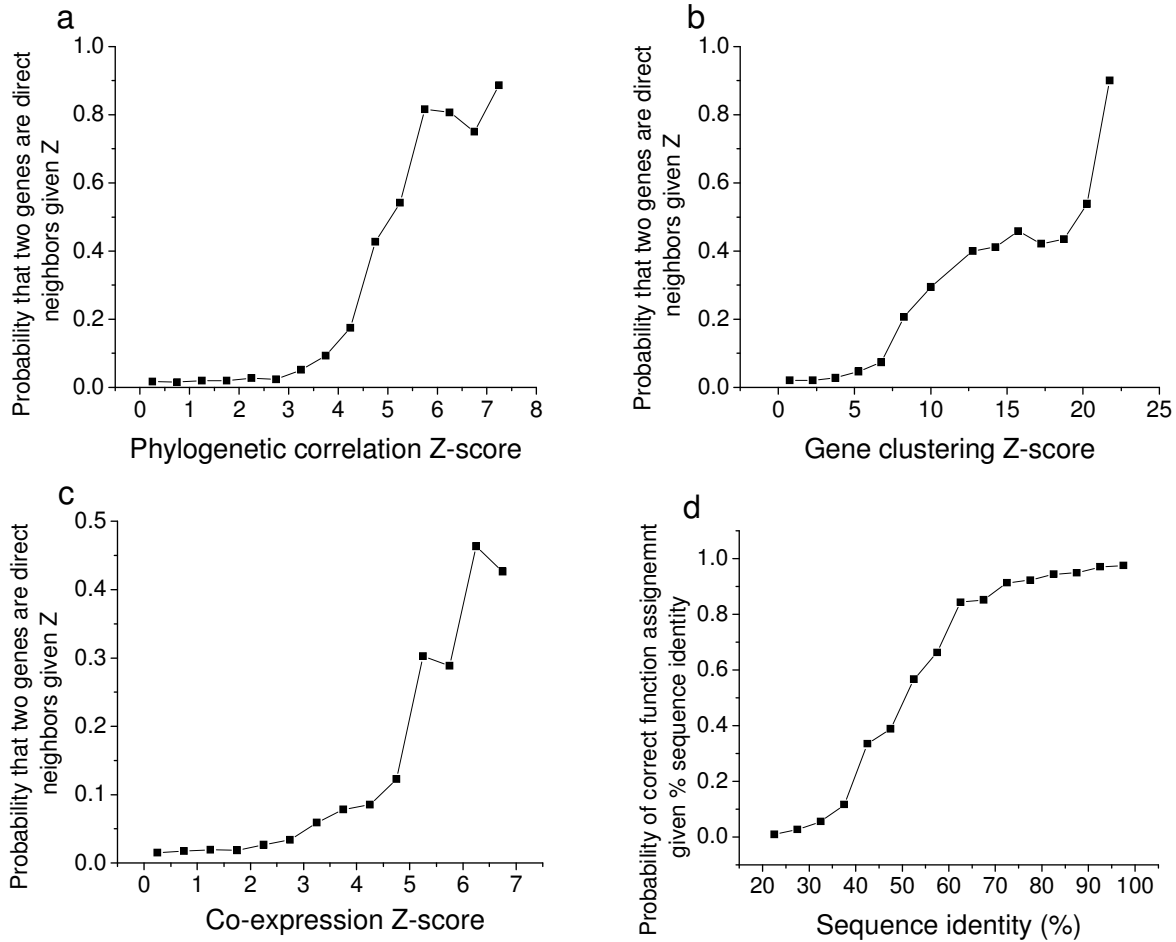 a
Probability that two genes are direct
neighbors given Z
1.0
0.8
0.6
0.4
0.2
0.0
0 1 2 3 4 5 6 7 8
Phylogenetic correlation Z-score
b
Probability that two genes are direct
neighbors given Z
1.0
0.8
0.6
0.4
0.2
0.0
0 5 10 15 20 25
Gene clustering Z-score
c
Probability that two genes are direct
neighbors given Z
0.5
0.4
0.3
0.2
0.1
0.0
0 1 2 3 4 5 6 7
Co-expression Z-score
d
Probability of correct function assignemnt
given % sequence identity
1.0
0.8
0.6
0.4
0.2
0.0
20 30 40 50 60 70 80 90 100
Sequence identity (%)